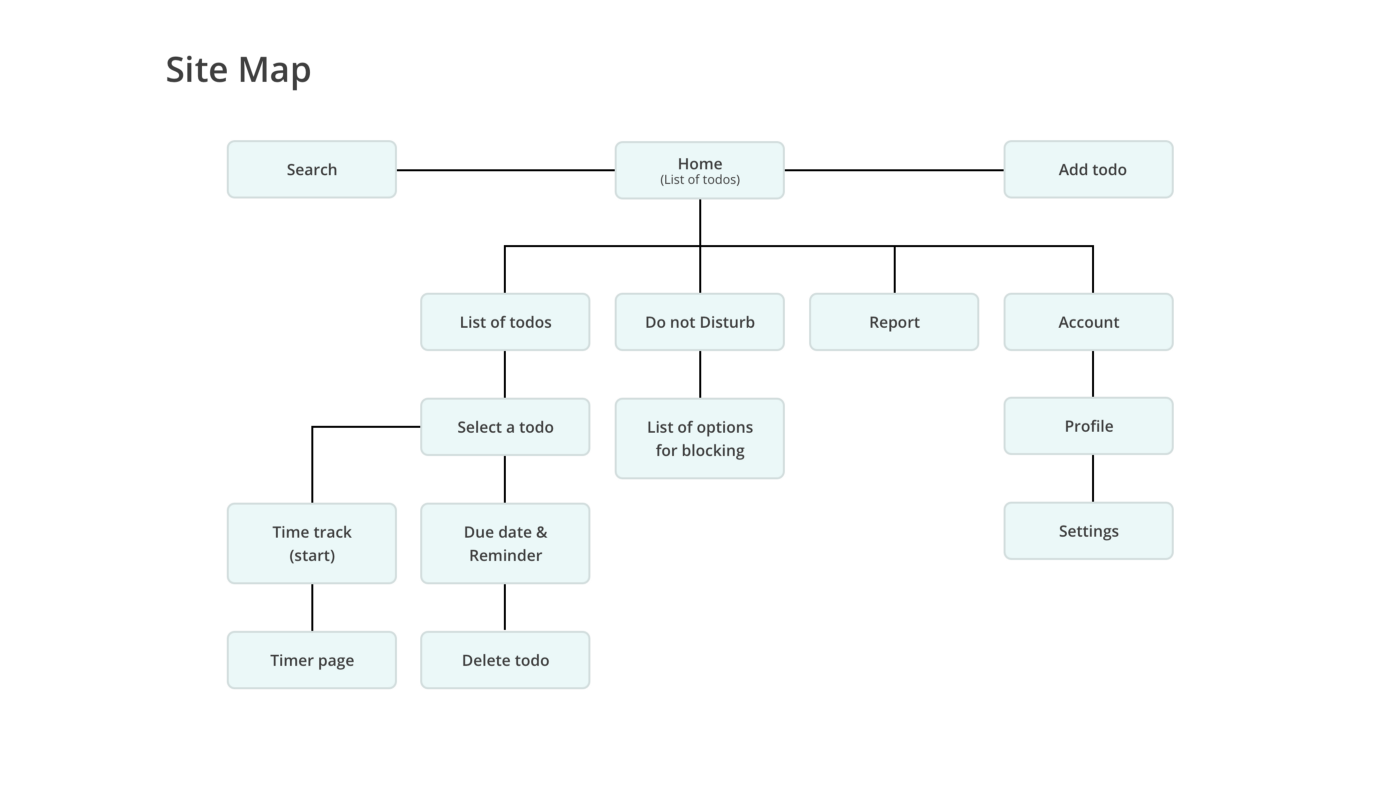 Site Map
Search
Home
(List of todos)
Add todo
List of todos
Do not Disturb
Report
Account
Select a todo
List of options
for blocking
Profile
Time track
(start)
Due date &
Reminder
Settings
Timer page
Delete todo